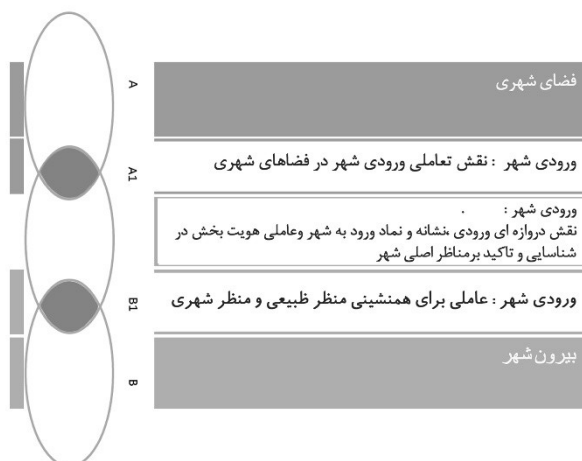 A
فضای شهری
A1
ورودی شهر : نقش تعاملی ورودی شهر در فضاهای شهری
ورودی شهر : .
نقش دروازه ای ورودی ،نشانه و نماد ورود به شهر وعاملی هویت بخش در
شناسایی و تاکید برمناظر اصلی شهر
B1
ورودی شهر : عاملی برای همنشینی منظر ظبیعی و منظر شهری
B
بیرون شهر